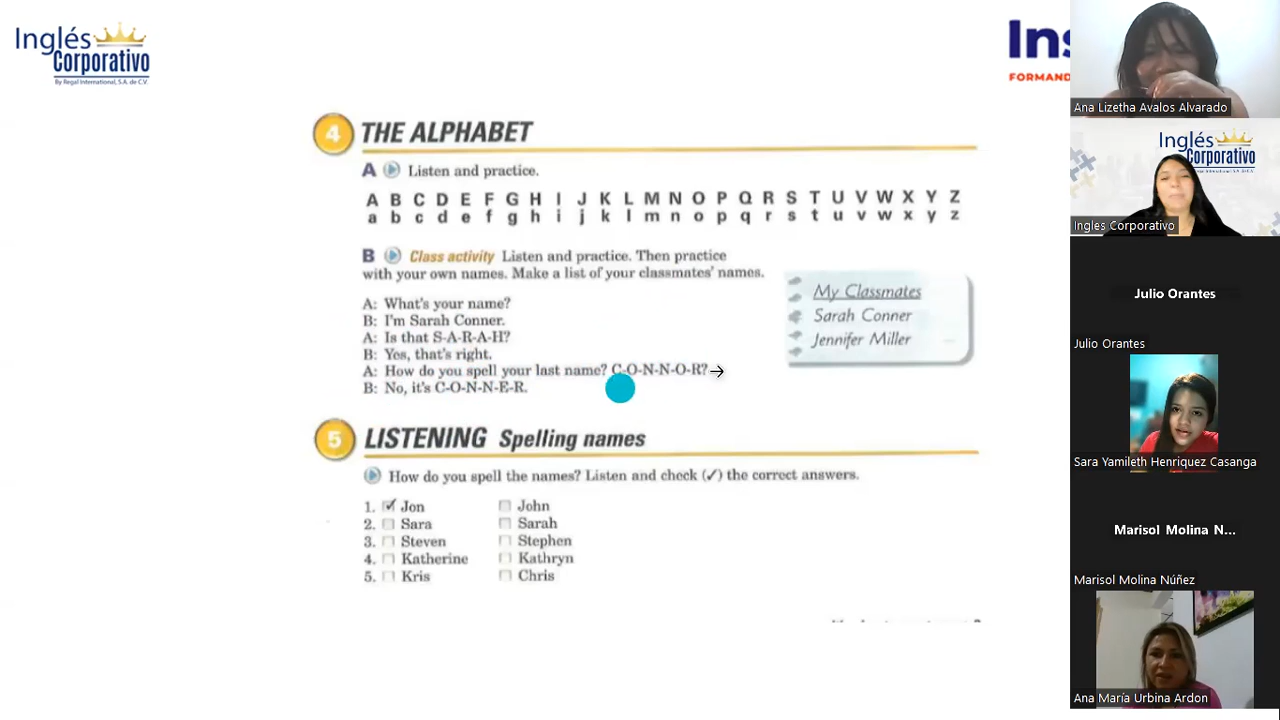 Inglés
Corporativo
By Regal International, S.A. de C.V.
Ins
FORMAND
4 THE ALPHABET
A Listen and practice.
A B C D E F G H I J K L M N O P Q R S T U V W X Y Z
a b c d e f g h i j k l m n o p q r s t u v w x y z
B Class activity Listen and practice. Then practice
with your own names. Make a list of your classmates' names.
A: What's your name?
B: I'm Sarah Conner.
A: Is that S-A-R-A-H?
B: Yes, that's right.
A: How do you spell your last name? C-O-N-N-O-R?
B: No, it's C-O-N-N-E-R.
My Classmates
Sarah Conner
Jennifer Miller
5 LISTENING Spelling names
How do you spell the names? Listen and check (✓) the correct answers.
1. ✓ Jon John
2. Sara Sarah
3. Steven Stephen
4. Katherine Kathryn
5. Kris Chris
Ana Lizetha Avalos Alvarado
Inglés
Corporativo
Ingles Corporativo
Julio Orantes
Julio Orantes
Sara Yamileth Henriquez Casanga
Marisol Molina N...
Marisol Molina Núñez
Ana María Urbina Ardon